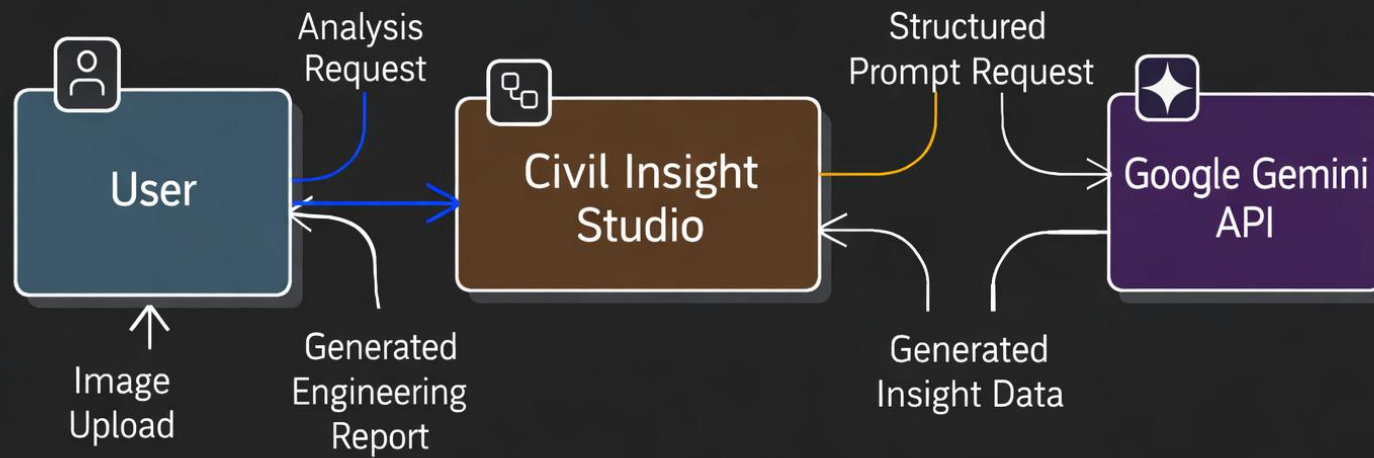 Analysis
Request
Structured
Prompt Request
User
Civil Insight
Studio
Google Gemini
API
Image
Upload
Generated
Engineering
Report
Generated
Insight Data